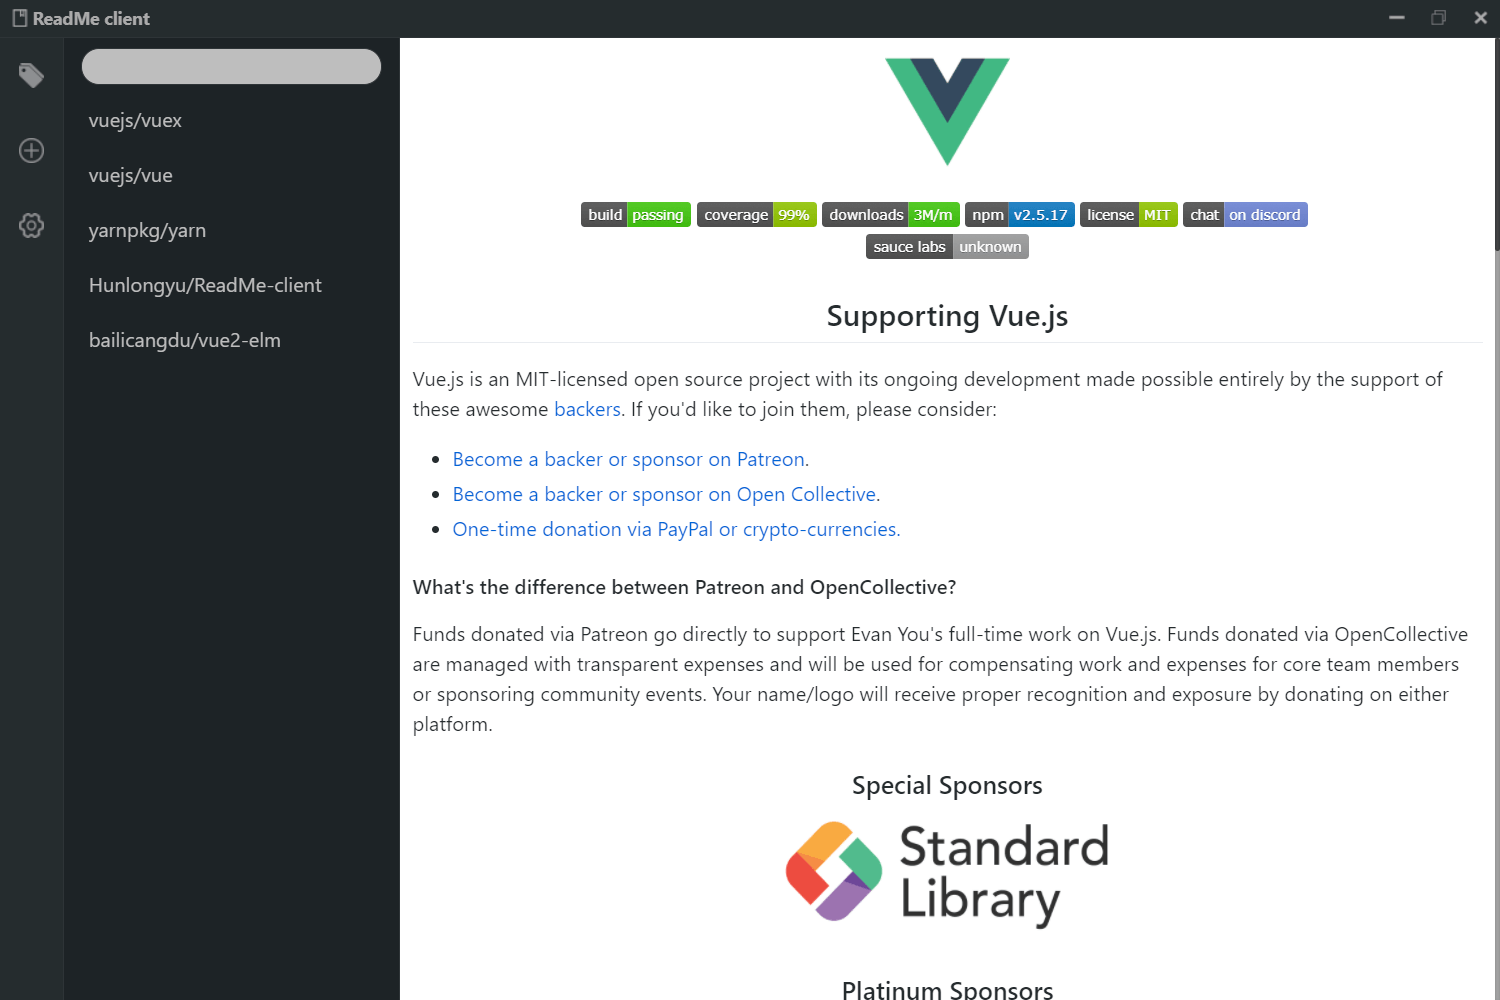 ReadMe client
vuejs/vuex
vuejs/vue
yarnpkg/yarn
Hunlongyu/ReadMe-client
bailicangdu/vue2-elm
build passing coverage 99% downloads 3M/m npm v2.5.17 license MIT chat on discord
sauce labs unknown
Supporting Vue.js
Vue.js is an MIT-licensed open source project with its ongoing development made possible entirely by the support of
these awesome backers. If you'd like to join them, please consider:
Become a backer or sponsor on Patreon.
Become a backer or sponsor on Open Collective.
One-time donation via PayPal or crypto-currencies.
What's the difference between Patreon and OpenCollective?
Funds donated via Patreon go directly to support Evan You's full-time work on Vue.js. Funds donated via OpenCollective
are managed with transparent expenses and will be used for compensating work and expenses for core team members
or sponsoring community events. Your name/logo will receive proper recognition and exposure by donating on either
platform.
Special Sponsors
Standard
Library
Platinum Sponsors